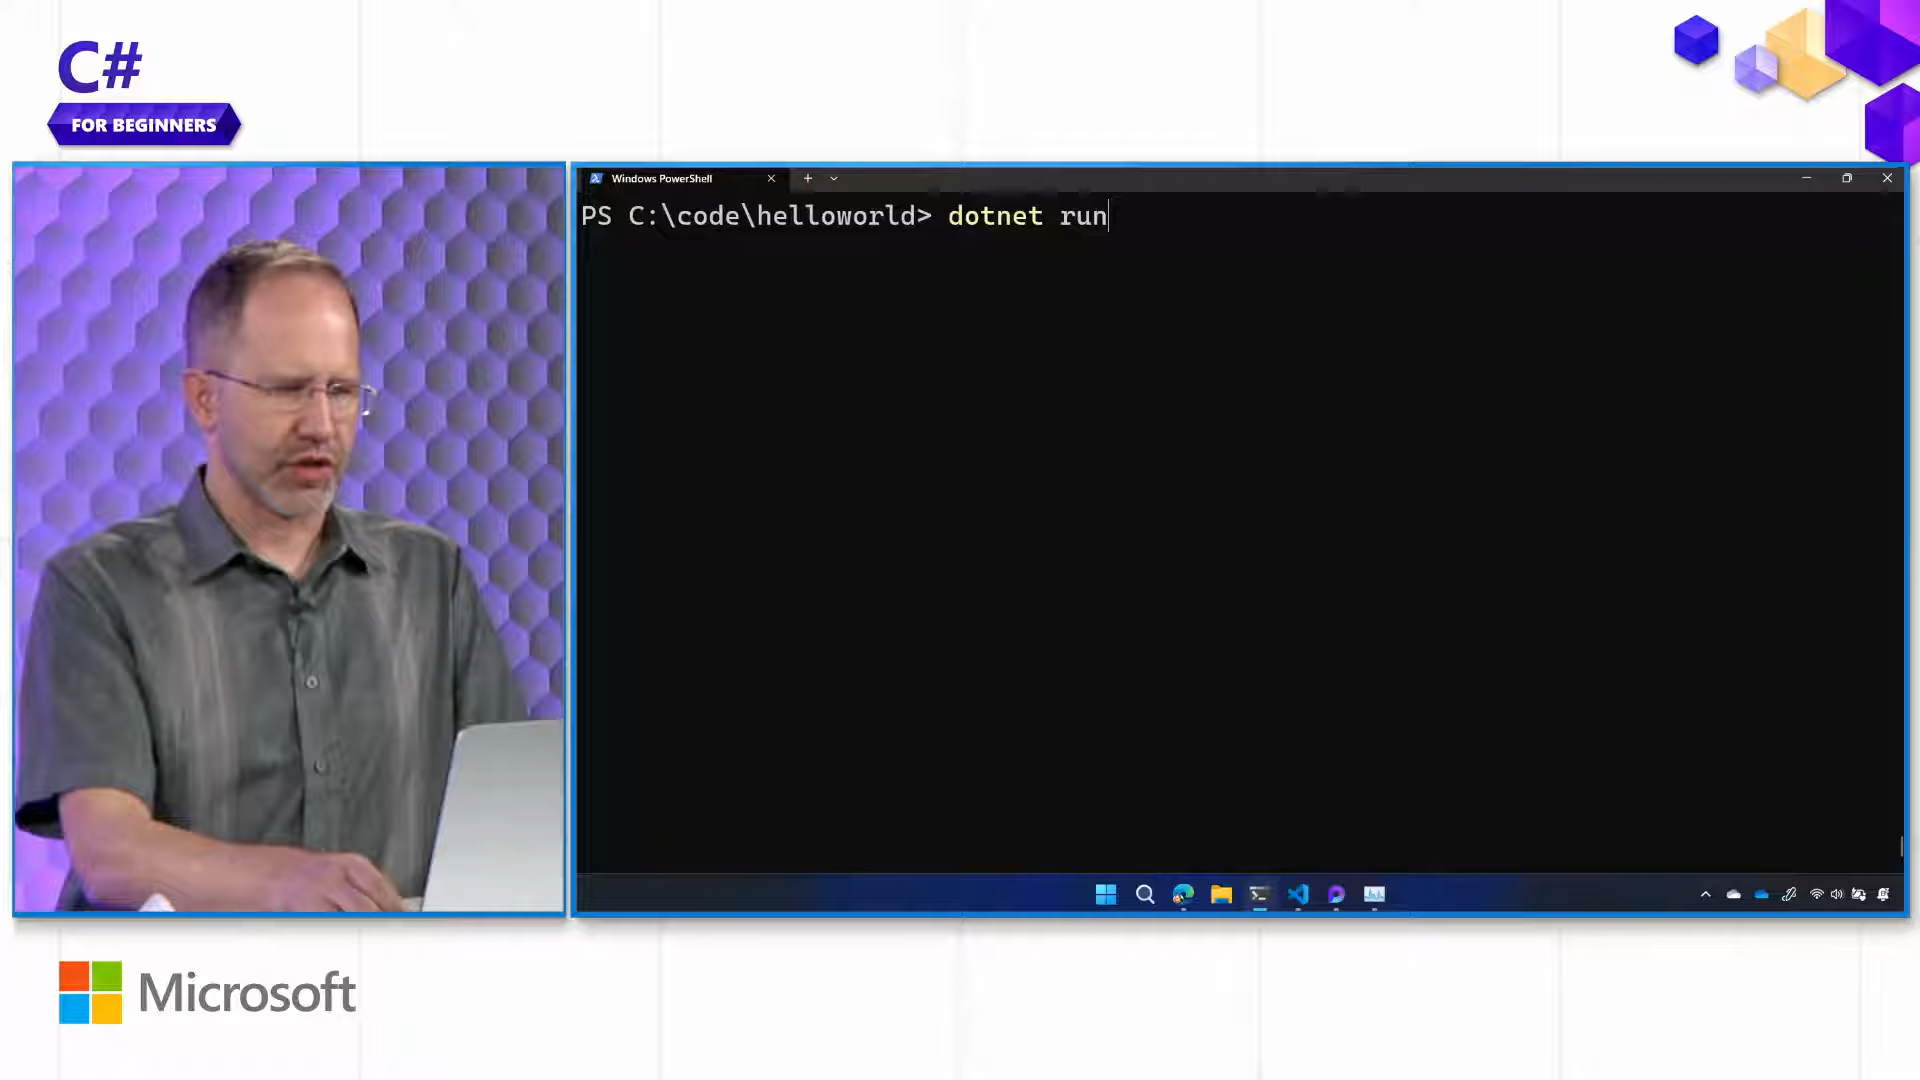 C#
FOR BEGINNERS
Windows PowerShell
PS C:\code\helloworld> dotnet run
Microsoft